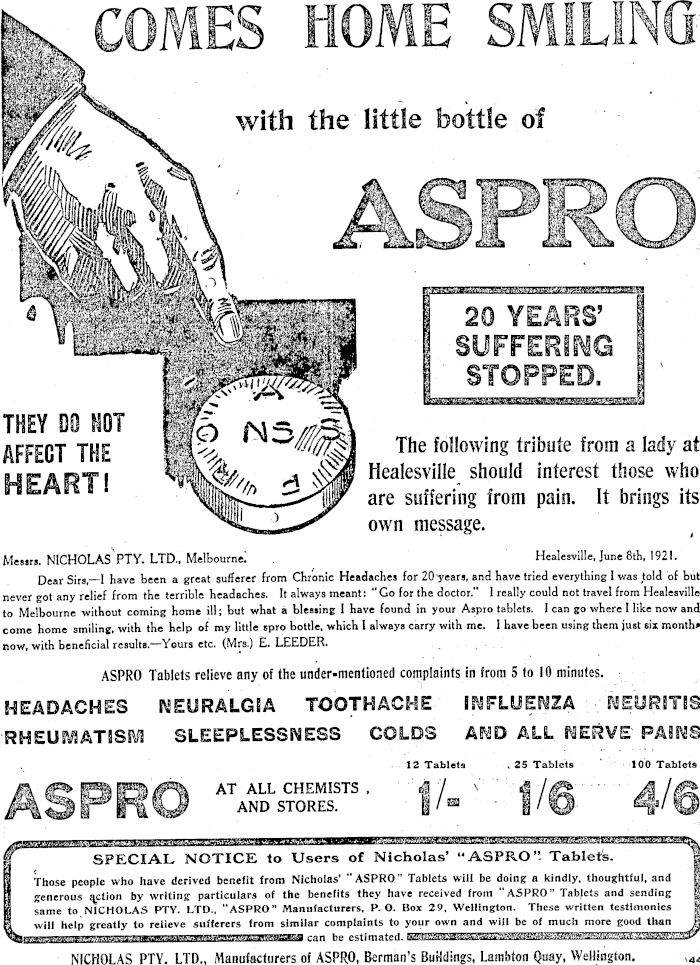 COMES HOME SMILING
with the little bottle of
ASPRO
20 YEARS'
SUFFERING
STOPPED.
THEY DO NOT
AFFECT THE
HEART!
A S P R O
NS
The following tribute from a lady at
Healesville should interest those who
are suffering from pain. It brings its
own message.
Messrs. NICHOLAS PTY. LTD., Melbourne. Healesville, June 8th, 1921.
Dear Sirs,—I have been a great sufferer from Chronic Headaches for 20 years, and have tried everything I was told of but
never got any relief from the terrible headaches. It always meant: "Go for the doctor." I really could not travel from Healesville
to Melbourne without coming home ill; but what a blessing I have found in your Aspro tablets. I can go where I like now and
come home smiling, with the help of my little spro bottle, which I always carry with me. I have been using them just six months
now, with beneficial results.—Yours etc. (Mrs.) E. LEEDER.
ASPRO Tablets relieve any of the under-mentioned complaints in from 5 to 10 minutes.
HEADACHES NEURALGIA TOOTHACHE INFLUENZA NEURITIS
RHEUMATISM SLEEPLESSNESS COLDS AND ALL NERVE PAINS
12 Tablets 25 Tablets 100 Tablets
ASPRO AT ALL CHEMISTS, 1/- 1/6 4/6
AND STORES.
SPECIAL NOTICE to Users of Nicholas' "ASPRO" Tablets.
Those people who have derived benefit from Nicholas' "ASPRO" Tablets will be doing a kindly, thoughtful, and
generous action by writing particulars of the benefits they have received from "ASPRO" Tablets and sending
same to NICHOLAS PTY. LTD., "ASPRO" Manufacturers, P. O. Box 29, Wellington. These written testimonies
will help greatly to relieve sufferers from similar complaints to your own and will be of much more good than
can be estimated.
NICHOLAS PTY. LTD., Manufacturers of ASPRO, Berman's Buildings, Lambton Quay, Wellington.